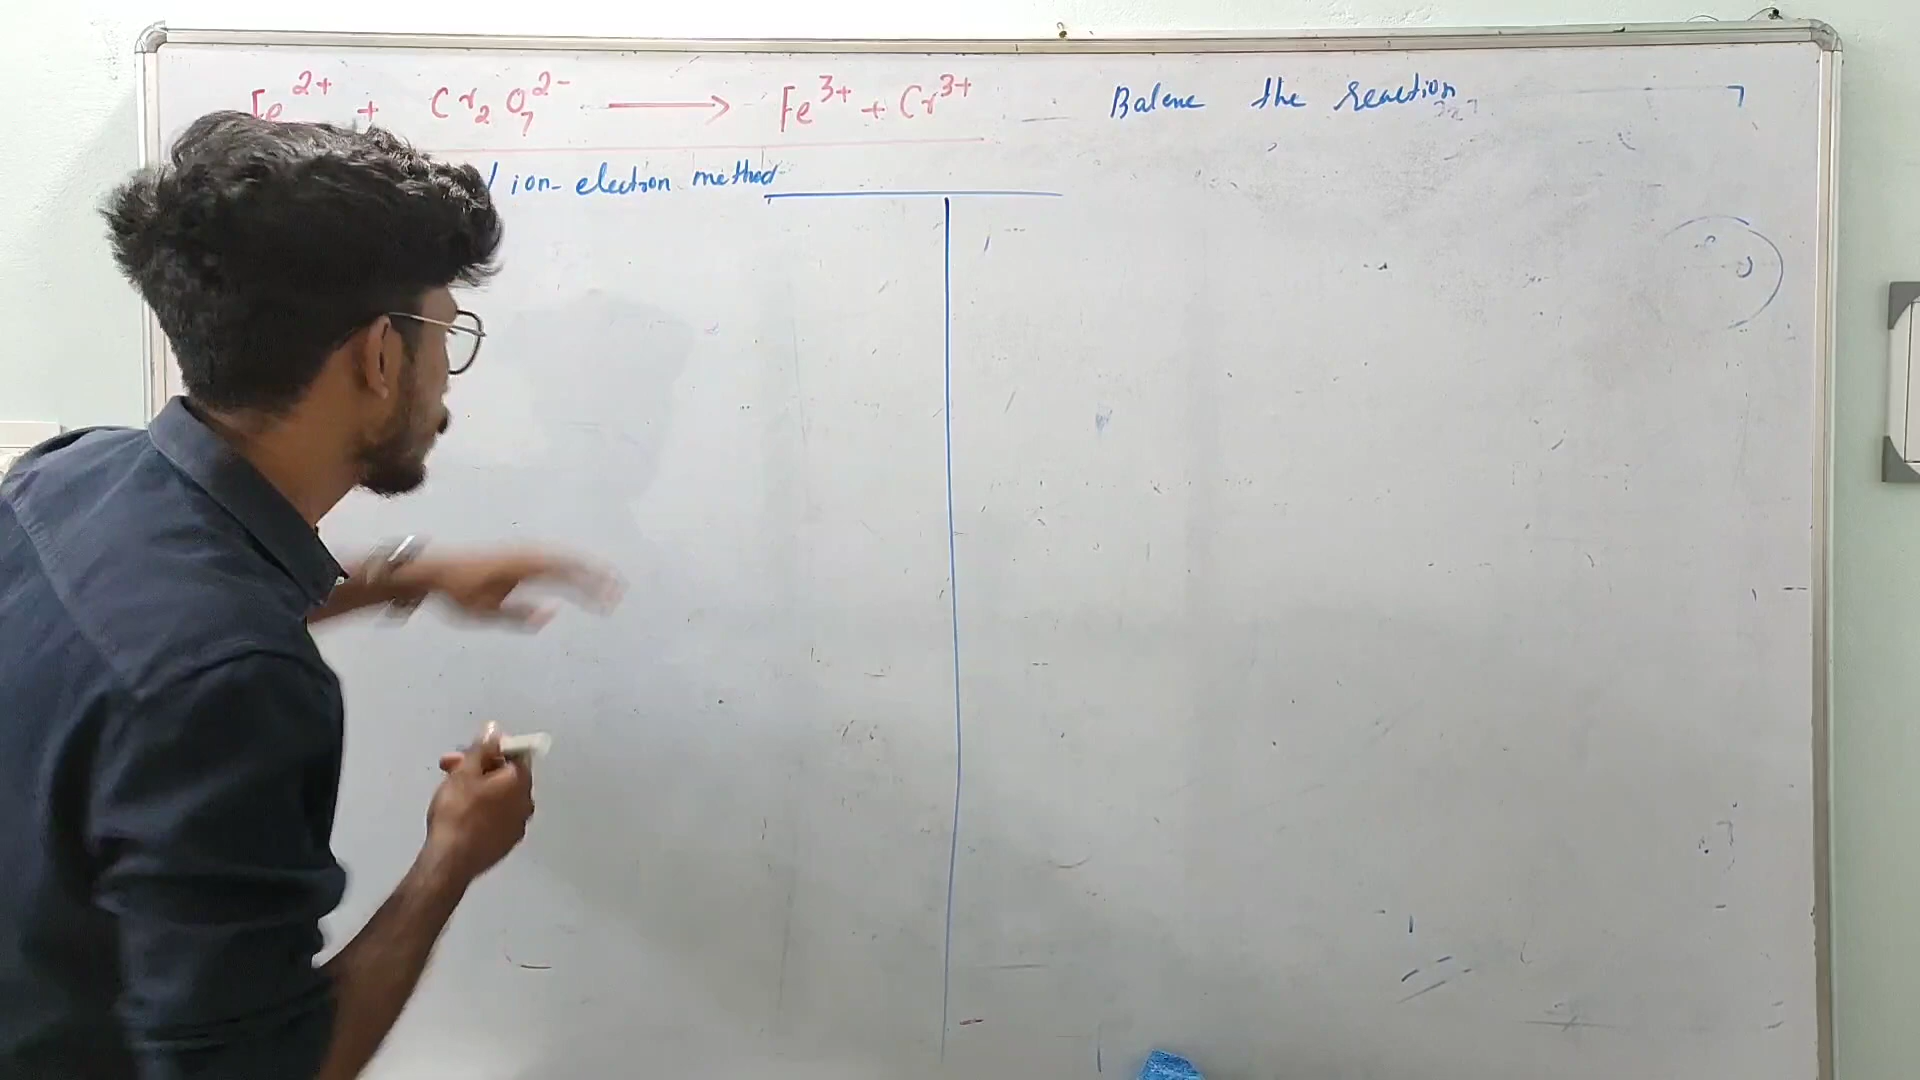 Fe²⁺ + Cr₂O₇²⁻ ⟶ Fe³⁺ + Cr³⁺ Balene the reaction
/ ion-electron method